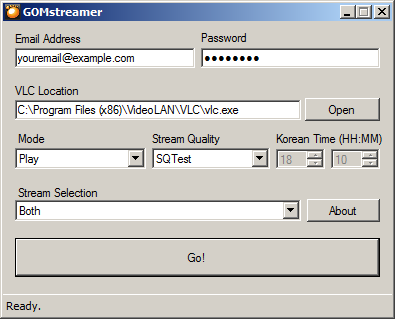 GOMstreamer
Email Address Password
youremail@example.com ●●●●●●●●
VLC Location
C:\Program Files (x86)\VideoLAN\VLC\vlc.exe Open
Mode Stream Quality Korean Time (HH:MM)
Play SQTest 18 10
Stream Selection
Both About
Go!
Ready.